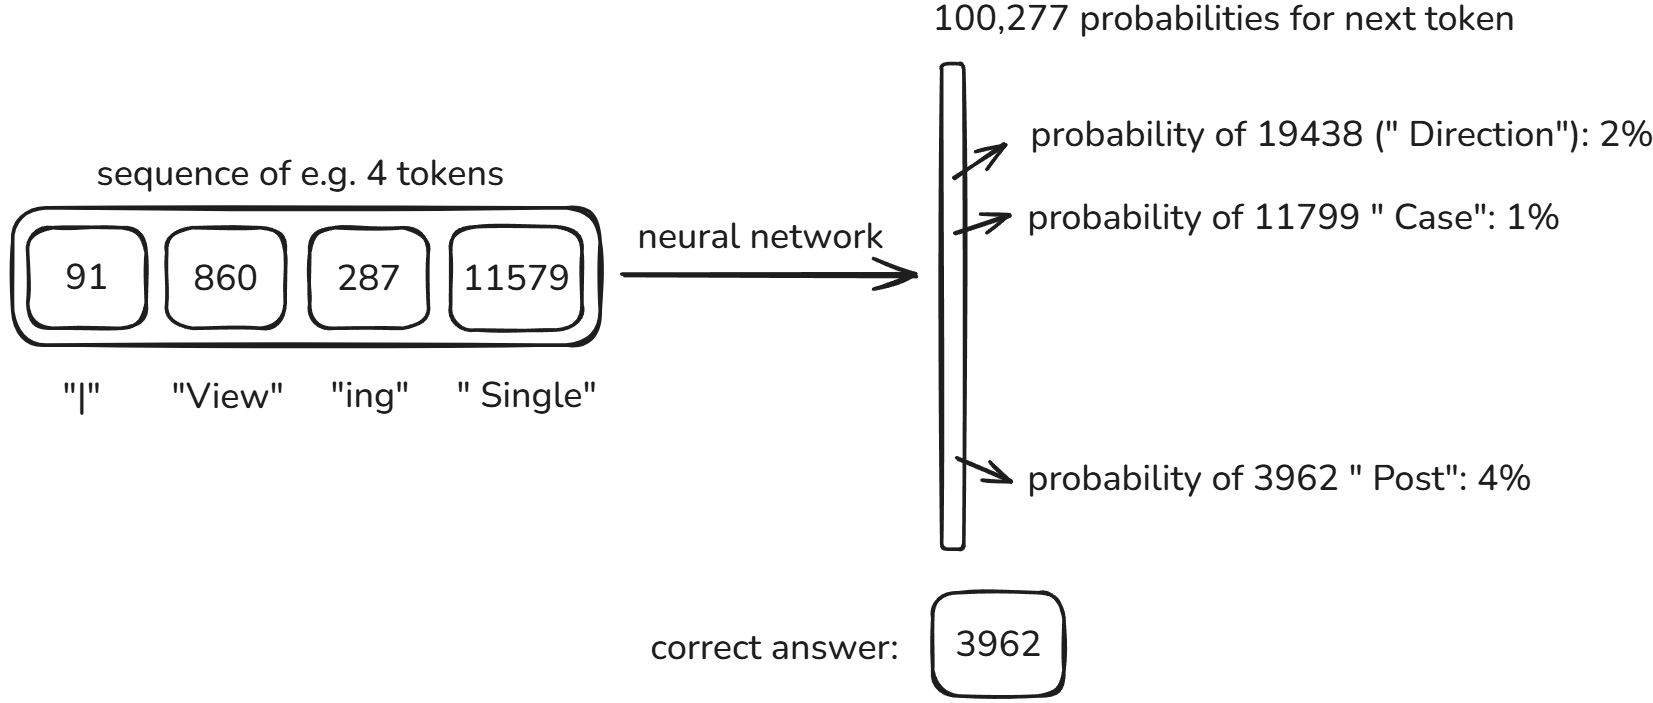 100,277 probabilities for next token
probability of 19438 (" Direction"): 2%
sequence of e.g. 4 tokens
probability of 11799 " Case": 1%
neural network
91 860 287 11579
"|" "View" "ing" " Single"
probability of 3962 " Post": 4%
correct answer: 3962